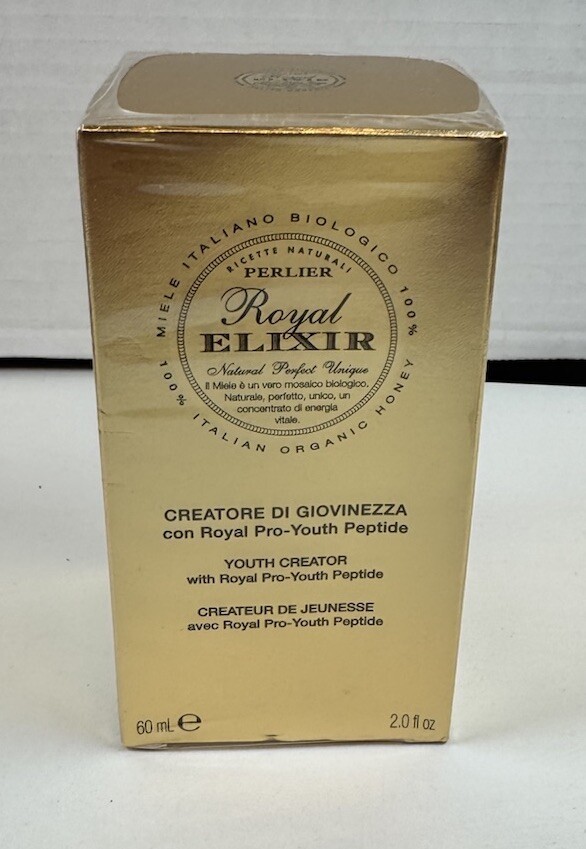 MIELE ITALIANO BIOLOGICO 100%
RICETTE NATURALI
PERLIER
Royal
ELIXIR
Natural Perfect Unique
Il Miele è un vero mosaico biologico.
Naturale, perfetto, unico, un
concentrato di energia
vitale.
100% ITALIAN ORGANIC HONEY
CREATORE DI GIOVINEZZA
con Royal Pro-Youth Peptide
YOUTH CREATOR
with Royal Pro-Youth Peptide
CREATEUR DE JEUNESSE
avec Royal Pro-Youth Peptide
60 mL e
2.0 fl oz